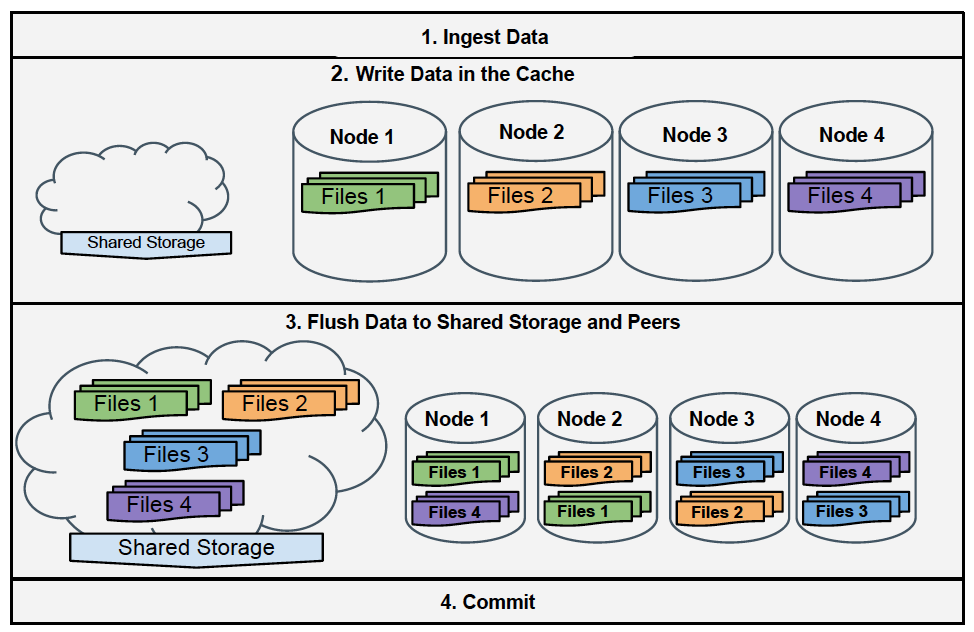 1. Ingest Data
2. Write Data in the Cache
Node 1
Node 2
Node 3
Node 4
Files 1
Files 2
Files 3
Files 4
Shared Storage
3. Flush Data to Shared Storage and Peers
Files 1
Files 2
Files 3
Files 4
Shared Storage
Node 1
Node 2
Node 3
Node 4
Files 1
Files 2
Files 3
Files 4
Files 4
Files 1
Files 2
Files 3
4. Commit